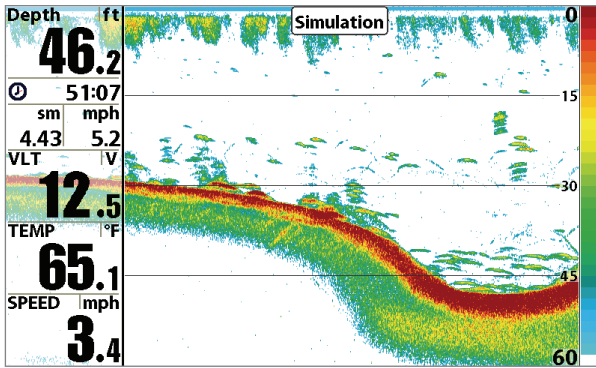 Depth ft
46.2
51:07
sm mph
4.43 5.2
VLT V
12.5
TEMP °F
65.1
SPEED mph
3.4
Simulation
0
15
30
45
60